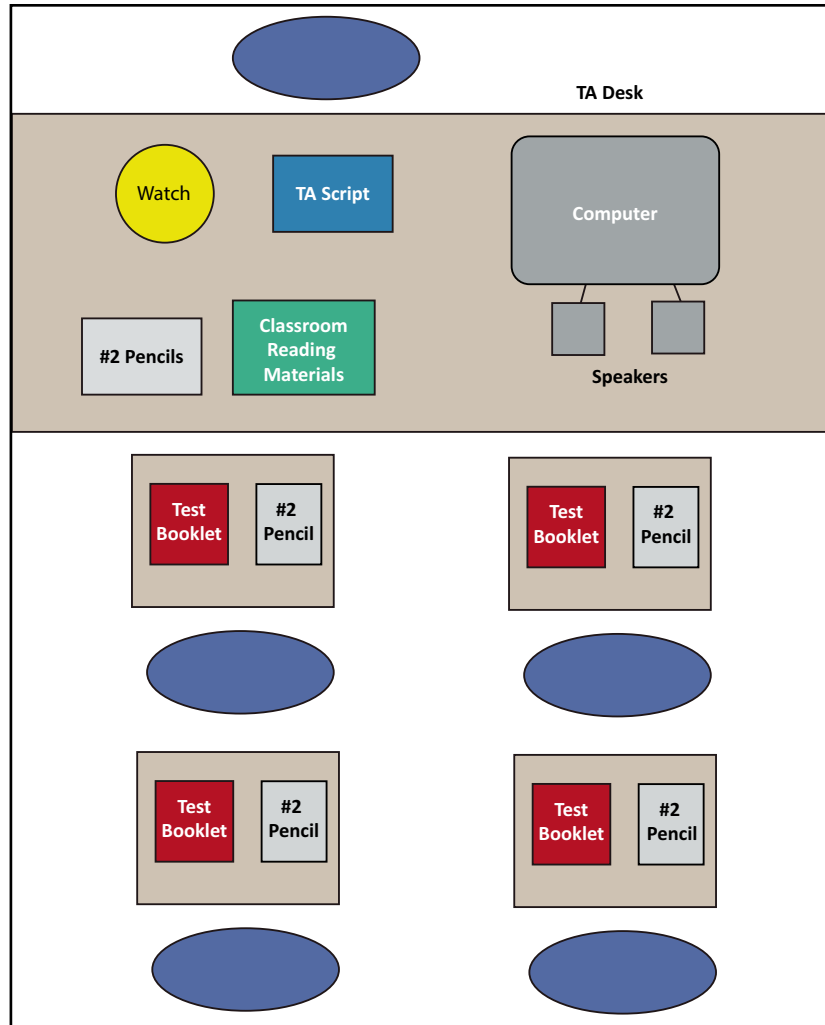 TA Desk
Watch
TA Script
Computer
#2 Pencils
Classroom
Reading
Materials
Speakers
Test
Booklet
#2
Pencil
Test
Booklet
#2
Pencil
Test
Booklet
#2
Pencil
Test
Booklet
#2
Pencil